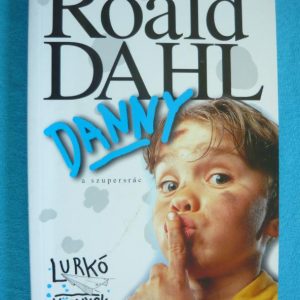 Roald
DAHL
DANNY
a szupersrác
LURKÓ